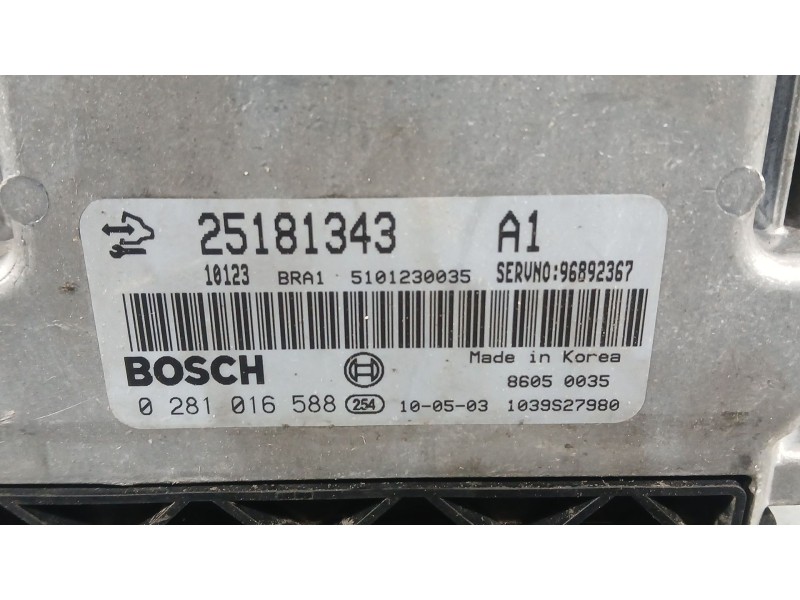 25181343 A1
10123 BRA1 5101230035 SERVNO:96892367
Made in Korea
BOSCH
8605 0035
0 281 016 588 254 10-05-03 1039S27980